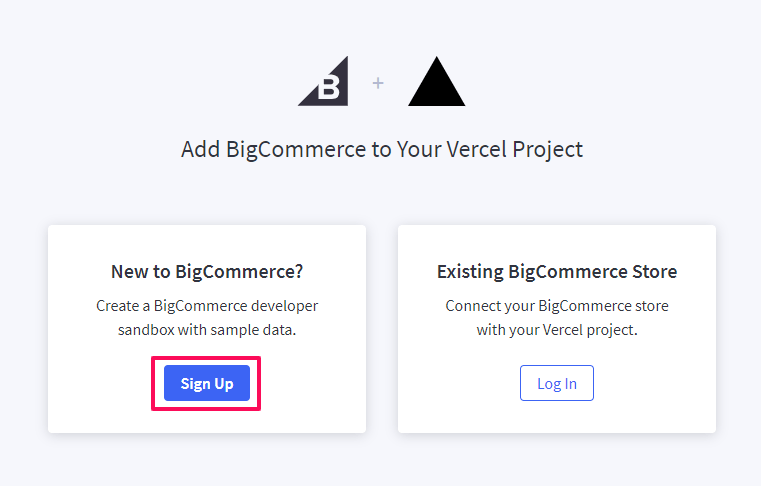 B
+
Add BigCommerce to Your Vercel Project
New to BigCommerce?
Create a BigCommerce developer
sandbox with sample data.
Sign Up
Existing BigCommerce Store
Connect your BigCommerce store
with your Vercel project.
Log In